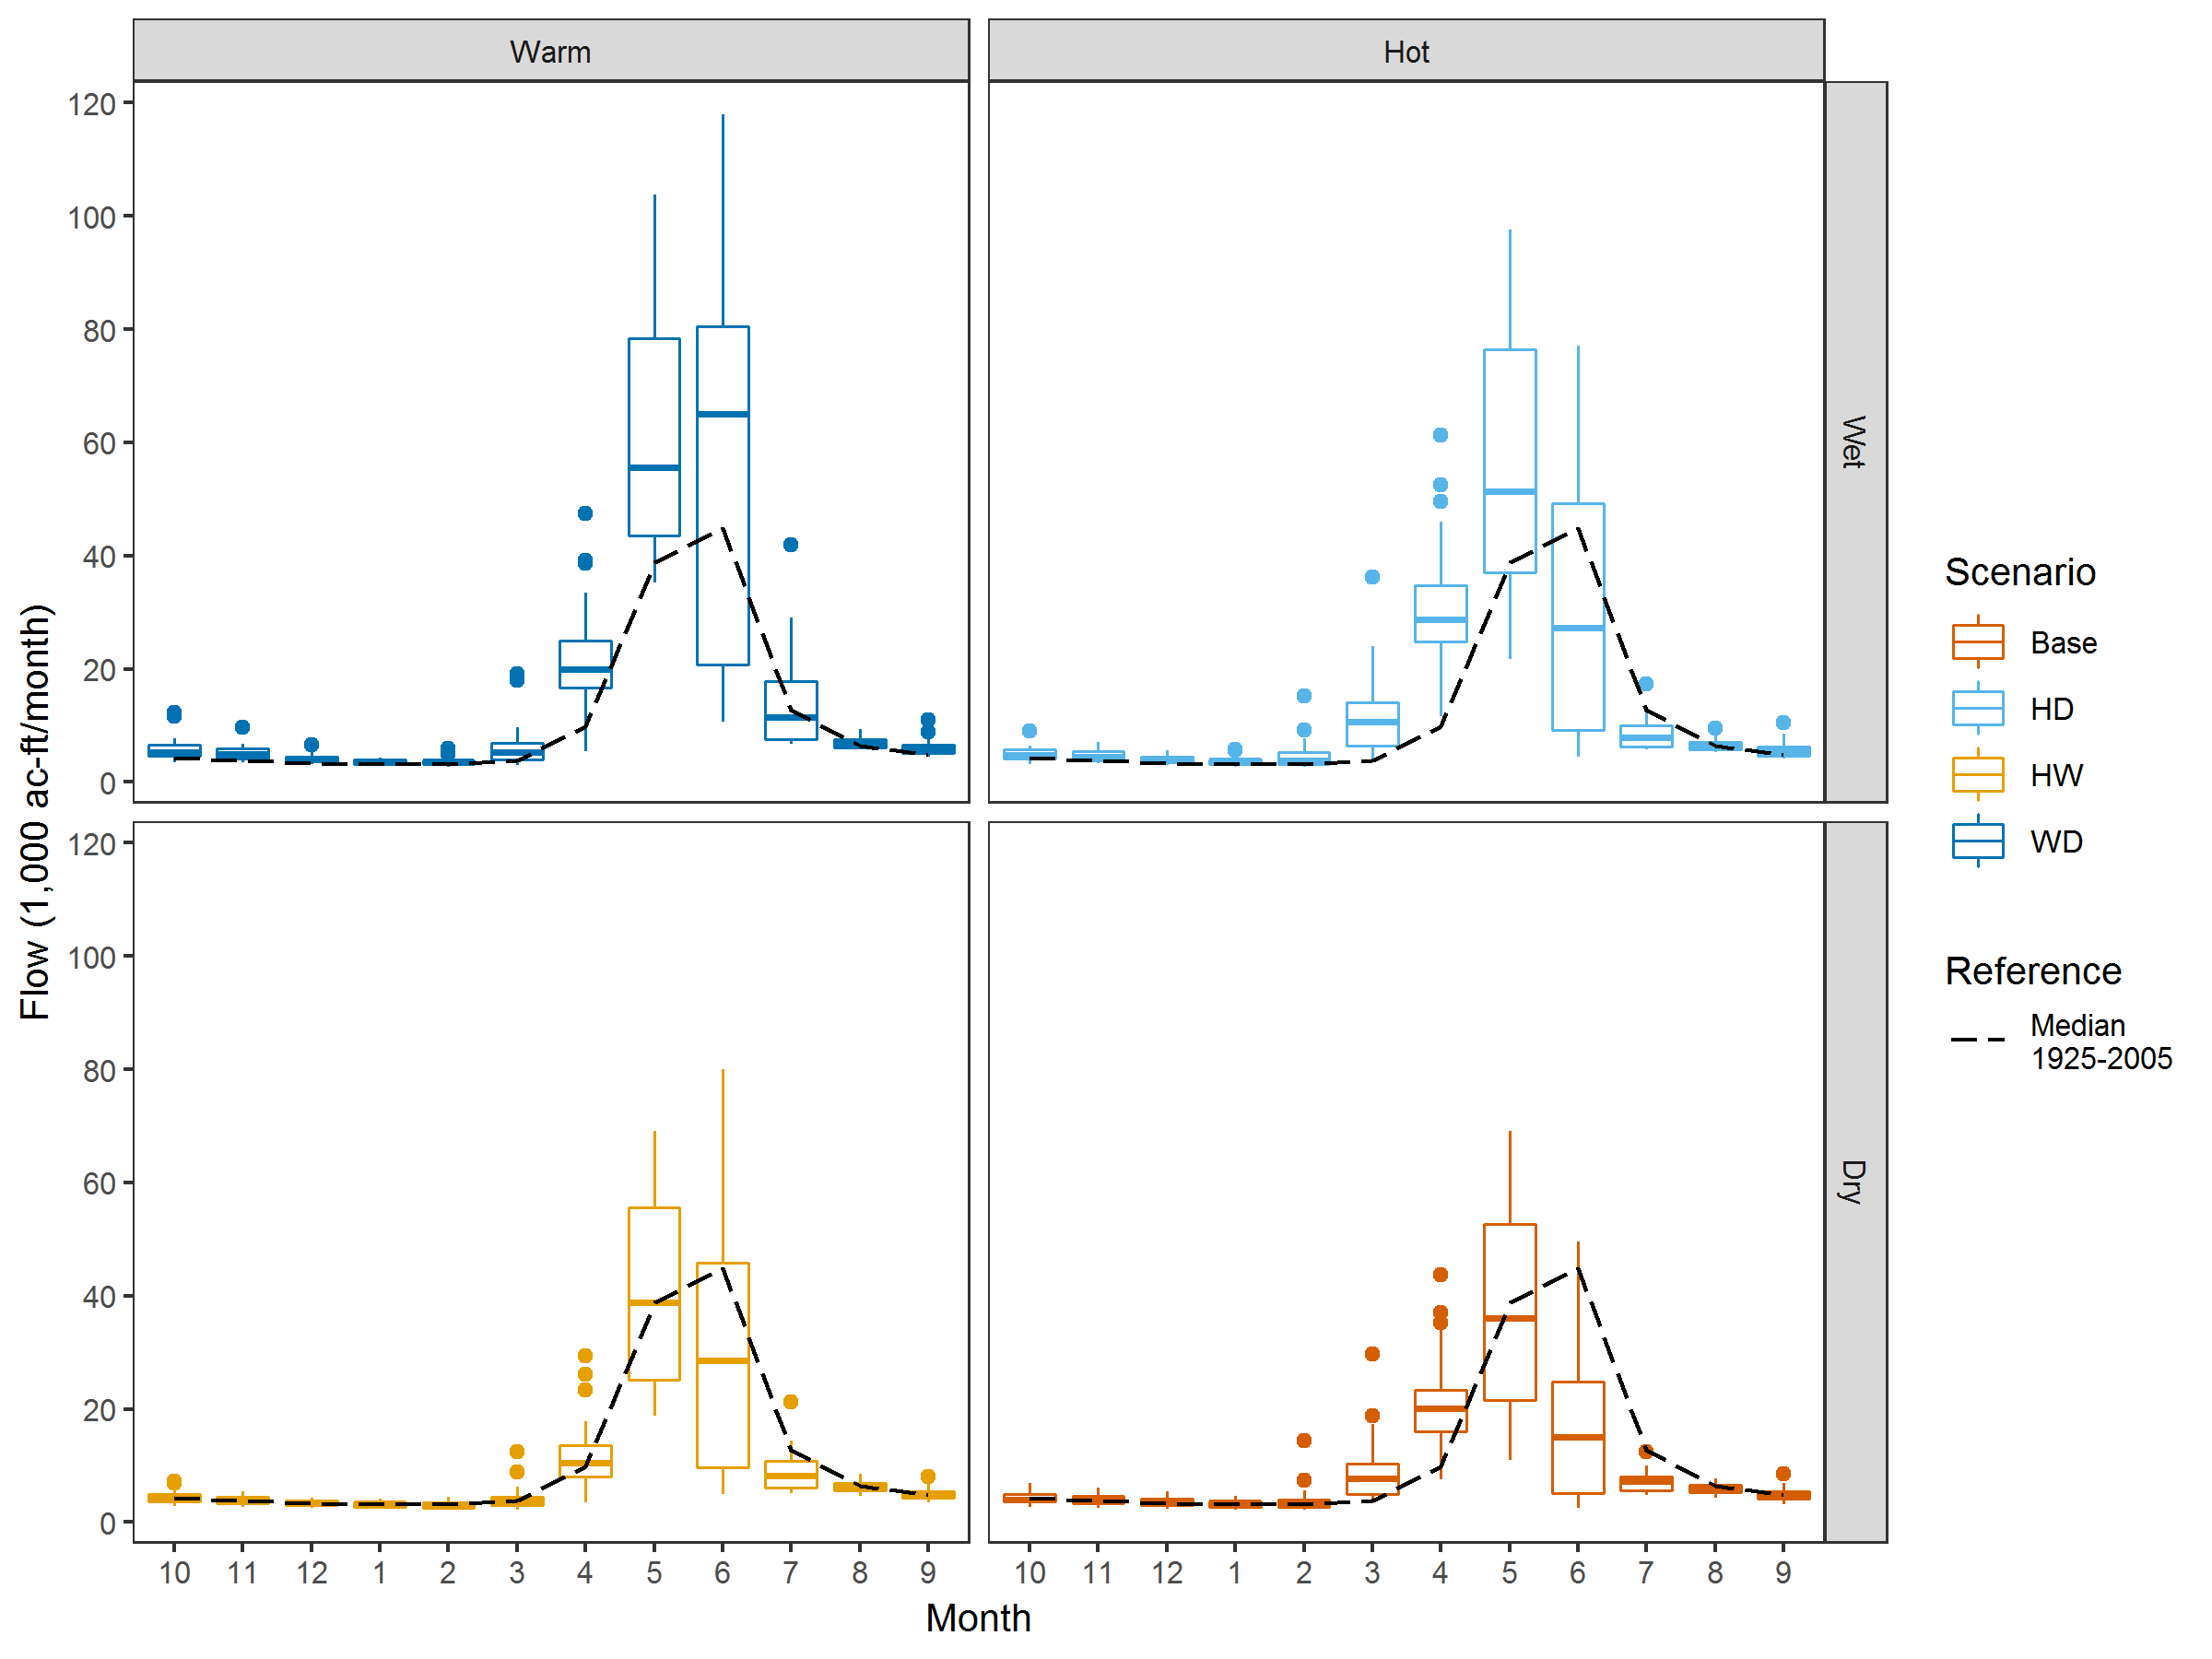 Warm
Hot
120
100
80
60
40
20
0
Wet
120
100
80
60
40
20
0
Dry
Flow (1,000 ac-ft/month)
10 11 12 1 2 3 4 5 6 7 8 9
10 11 12 1 2 3 4 5 6 7 8 9
Month
Scenario
Base
HD
HW
WD
Reference
Median
1925-2005